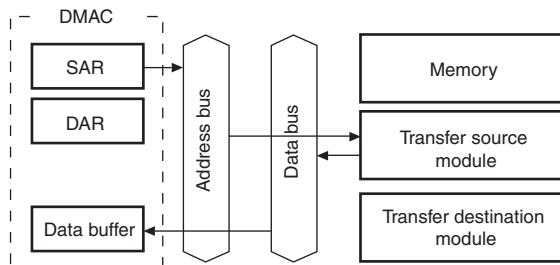 DMAC
SAR
DAR
Data buffer
Address bus
Data bus
Memory
Transfer source
module
Transfer destination
module